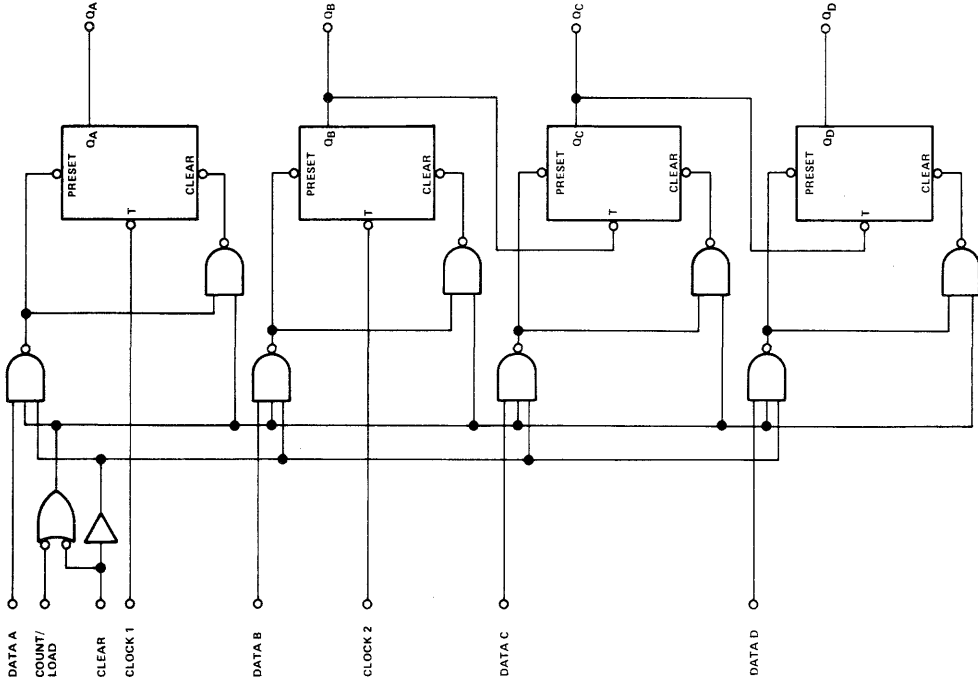 DATA A
COUNT/
LOAD
CLEAR
CLOCK 1
DATA B
CLOCK 2
DATA C
DATA D
PRESET
QA
T
CLEAR
QA
PRESET
QB
T
CLEAR
QB
PRESET
QC
T
CLEAR
QC
PRESET
QD
T
CLEAR
QD